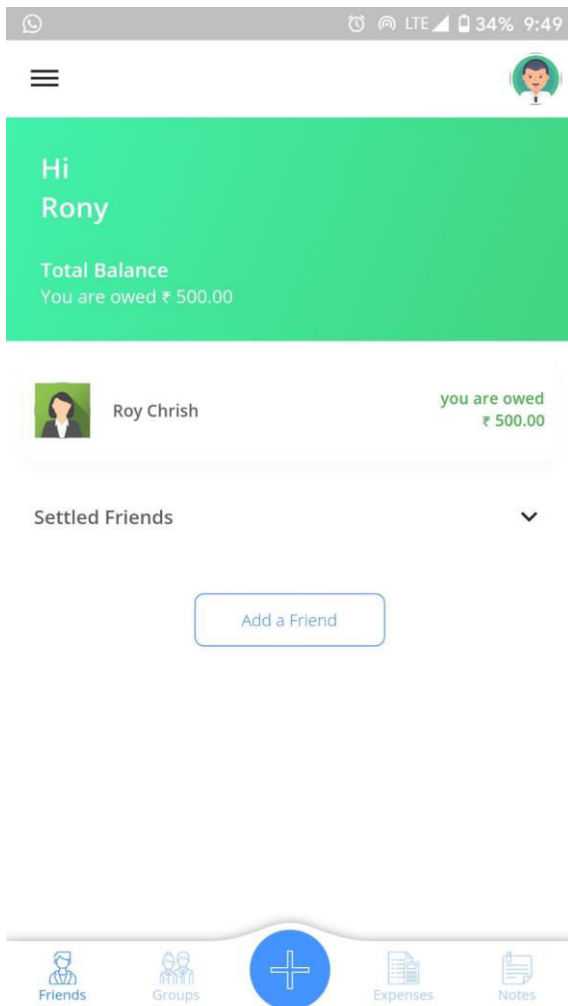 LTE 34% 9:49
Hi
Rony
Total Balance
You are owed ₹ 500.00
Roy Chrish
you are owed
₹ 500.00
Settled Friends
Add a Friend
Friends Groups Expenses Notes